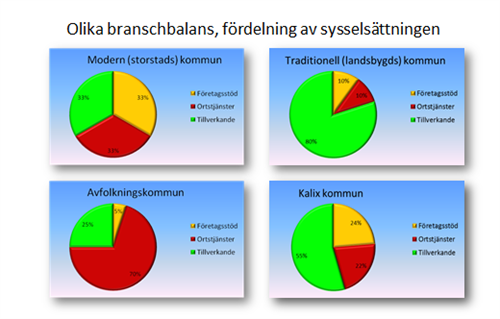 Olika branschbalans, fördelning av sysselsättningen
Modern (storstads) kommun
33%
33%
33%
Företagsstöd
Ortstjänster
Tillverkande
Traditionell (landsbygds) kommun
10%
10%
80%
Företagsstöd
Ortstjänster
Tillverkande
Avfolkningskommun
5%
25%
70%
Företagsstöd
Ortstjänster
Tillverkande
Kalix kommun
24%
55%
22%
Företagsstöd
Ortstjänster
Tillverkande